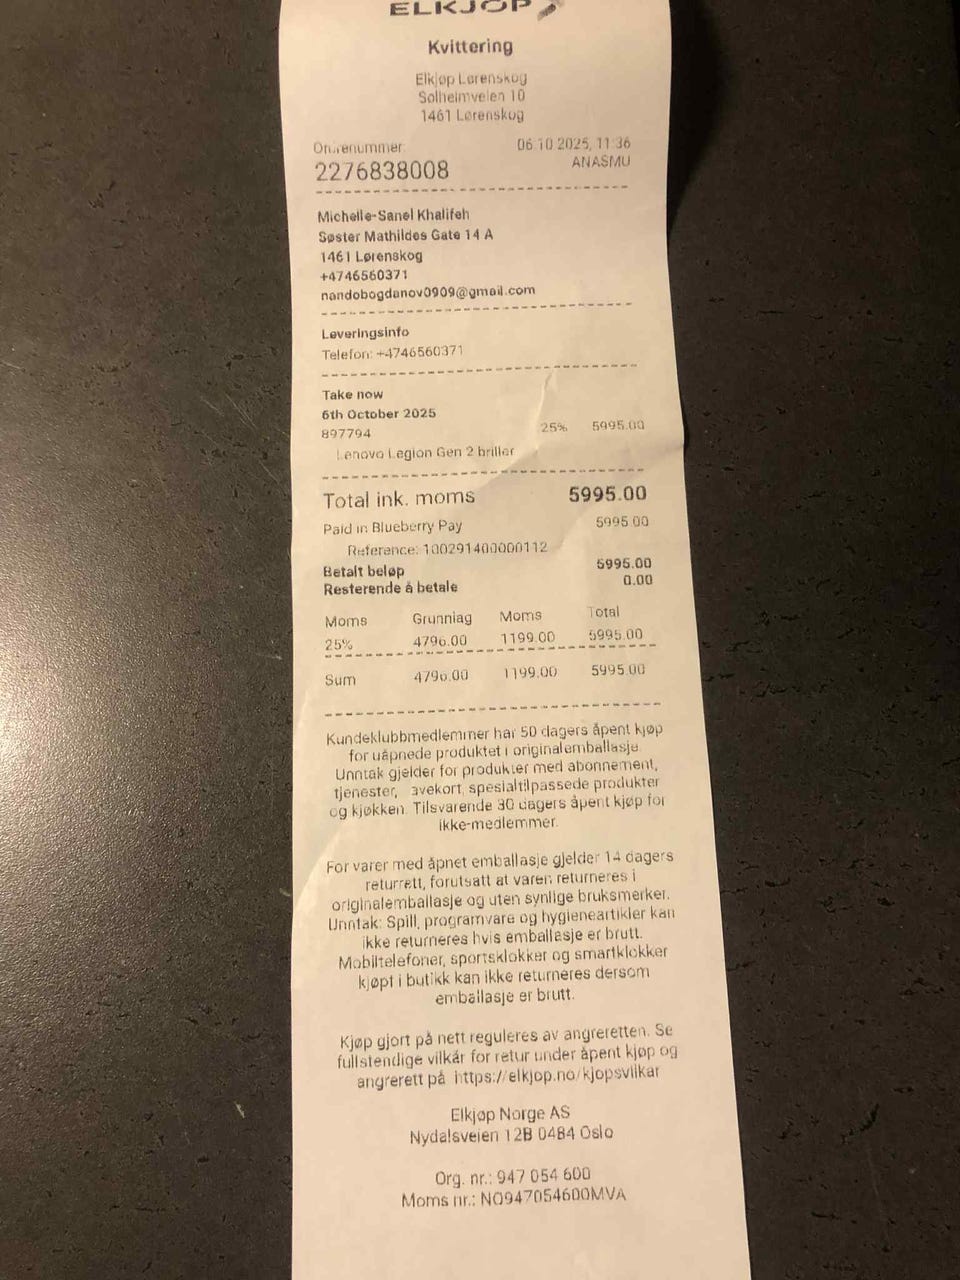 ELKJØP
Kvittering
Elkjøp Lørenskog
Solheimveien 10
1461 Lørenskog
Ordrenummer 06.10.2025, 11:36
2276838008 ANASMU
Michelle-Sanel Khalifeh
Søster Mathildes Gate 14 A
1461 Lørenskog
+4746560371
nandobogdanov0909@gmail.com
Leveringsinfo
Telefon: +4746560371
Take now
6th October 2025
897794 25% 5995.00
Lenovo Legion Gen 2 briller
Total ink. moms 5995.00
Paid in Blueberry Pay 5995.00
Reference: 100291400000112
Betalt beløp 5995.00
Resterende å betale 0.00
Moms Grunnlag Moms Total
25% 4796.00 1199.00 5995.00
Sum 4796.00 1199.00 5995.00
Kundeklubbmedlemmer har 50 dagers åpent kjøp
for uåpnede produktet i originalemballasje.
Unntak gjelder for produkter med abonnement,
tjenester, avekort, spesialtilpassede produkter
og kjøkken. Tilsvarende 30 dagers åpent kjøp for
ikke-medlemmer.
For varer med åpnet emballasje gjelder 14 dagers
returrett, forutsatt at varen returneres i
originalemballasje og uten synlige bruksmerker.
Unntak: Spill, programvare og hygieneartikler kan
ikke returneres hvis emballasje er brutt.
Mobiltelefoner, sportsklokker og smartklokker
kjøpt i butikk kan ikke returneres dersom
emballasje er brutt.
Kjøp gjort på nett reguleres av angreretten. Se
fullstendige vilkår for retur under åpent kjøp og
angrerett på https://elkjop.no/kjopsvilkar
Elkjøp Norge AS
Nydalsveien 12B 0484 Oslo
Org. nr.: 947 054 600
Moms nr.: NO947054600MVA